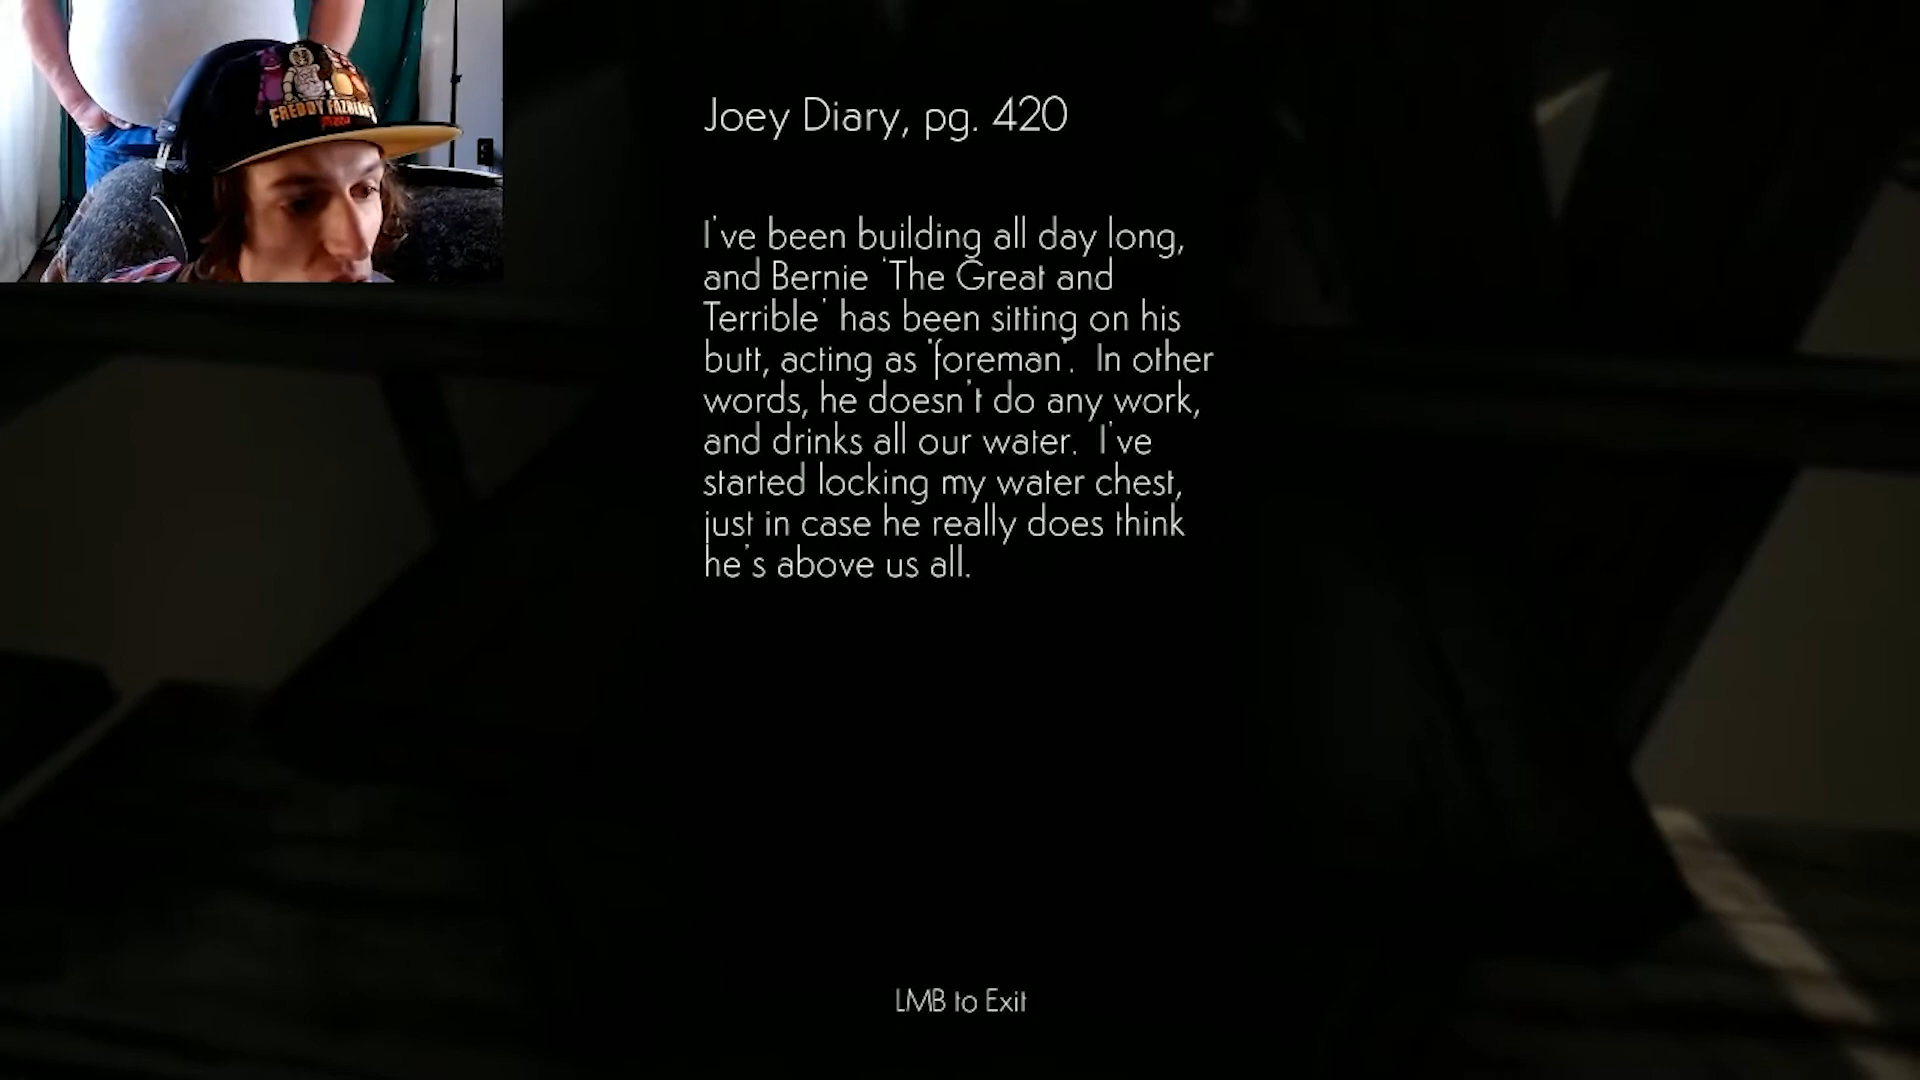 FREDDY FAZBEAR'S
Pizza
Joey Diary, pg. 420
I've been building all day long,
and Bernie 'The Great and
Terrible' has been sitting on his
butt, acting as 'foreman'. In other
words, he doesn't do any work,
and drinks all our water. I've
started locking my water chest,
just in case he really does think
he's above us all.
LMB to Exit